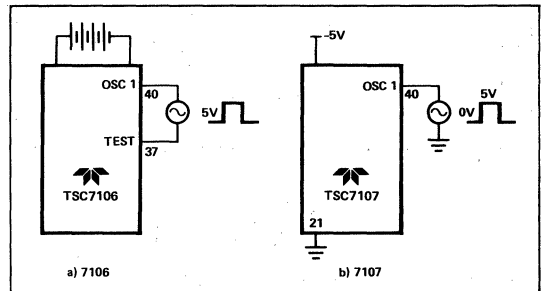 OSC 1
40
5V
TEST
37
TSC7106
a) 7106
-5V
OSC 1
40
5V
0V
TSC7107
21
b) 7107